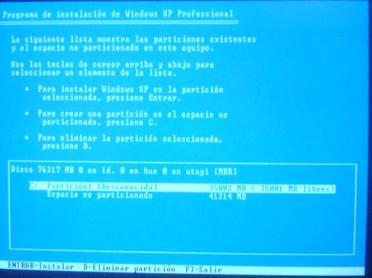 Programa de instalación de Windows XP Professional
La siguiente lista muestra las particiones existentes
y el espacio no particionado en este equipo.
Use las teclas de cursor arriba y abajo para
seleccionar un elemento de la lista.
• Para instalar Windows XP en la partición
seleccionada, presione Entrar.
• Para crear una partición en el espacio no
particionado, presione C.
• Para eliminar la partición seleccionada,
presione D.
Disco 76317 MB 0 en Id. 0 en bus 0 en atapi [MBR]
C: Partición1 [Desconocida] 35002 MB ( 35001 MB libres)
Espacio no particionado 41314 MB
ENTRAR=Instalar D=Eliminar partición F3=Salir